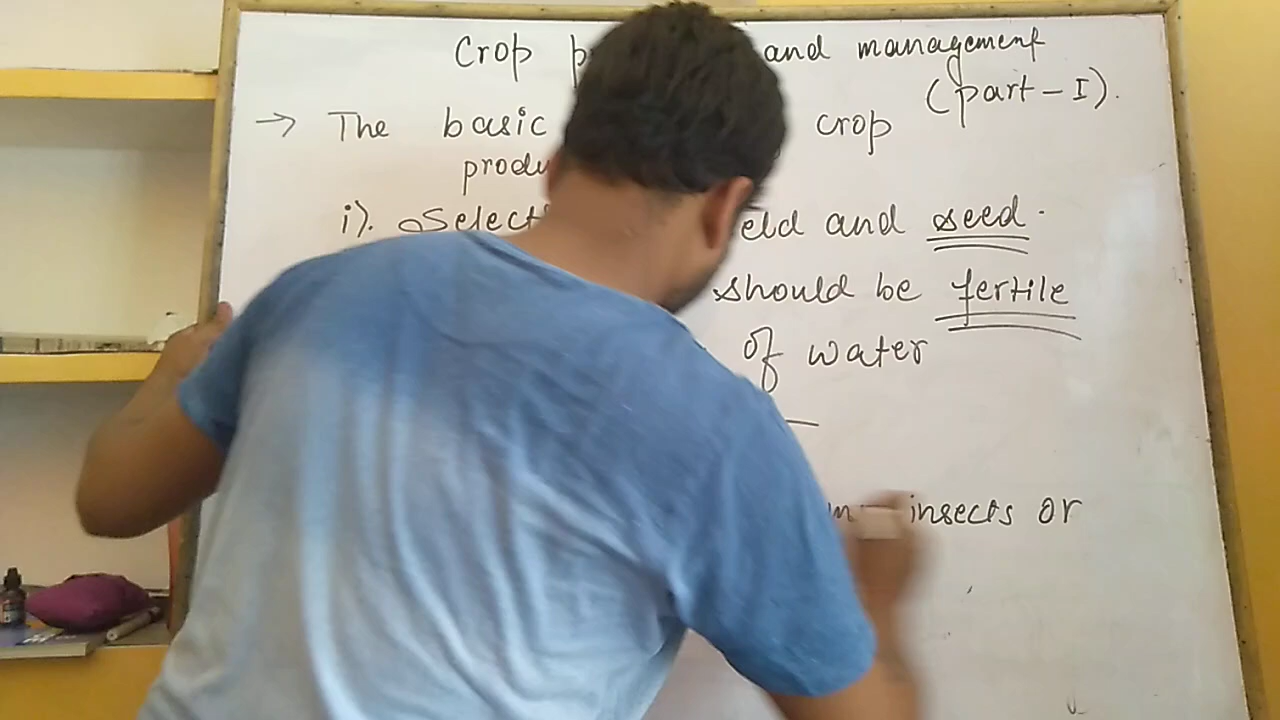 Crop and management
(part-I).
→ The basic crop
produ
i). Select eld and seed.
should be fertile
of water
insects or